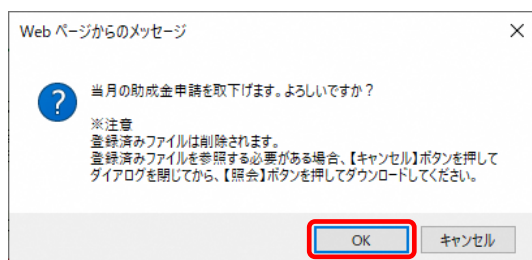 Web ページからのメッセージ
当月の助成金申請を取下げます。よろしいですか？
※注意
登録済みファイルは削除されます。
登録済みファイルを参照する必要がある場合、【キャンセル】ボタンを押して
ダイアログを閉じてから、【照会】ボタンを押してダウンロードしてください。
OK
キャンセル